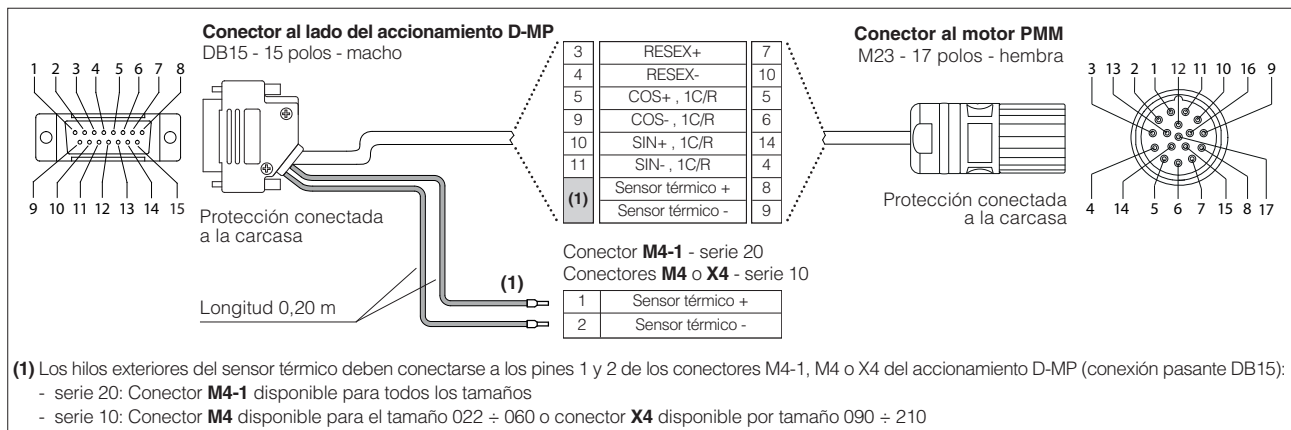 Conector al lado del accionamiento D-MP
DB15 - 15 polos - macho
1 2 3 4 5 6 7 8
9 10 11 12 13 14 15
Protección conectada
a la carcasa
Longitud 0,20 m
(1)
3 RESEX+ 7
4 RESEX- 10
5 COS+ , 1C/R 5
9 COS- , 1C/R 6
10 SIN+ , 1C/R 14
11 SIN- , 1C/R 4
(1) Sensor térmico + 8
Sensor térmico - 9
Conector M4-1 - serie 20
Conectores M4 o X4 - serie 10
1 Sensor térmico +
2 Sensor térmico -
Conector al motor PMM
M23 - 17 polos - hembra
3 13 2 1 12 11 10 16 9
4 14 5 6 7 15 8 17
Protección conectada
a la carcasa
(1) Los hilos exteriores del sensor térmico deben conectarse a los pines 1 y 2 de los conectores M4-1, M4 o X4 del accionamiento D-MP (conexión pasante DB15):
- serie 20: Conector M4-1 disponible para todos los tamaños
- serie 10: Conector M4 disponible para el tamaño 022 ÷ 060 o conector X4 disponible por tamaño 090 ÷ 210